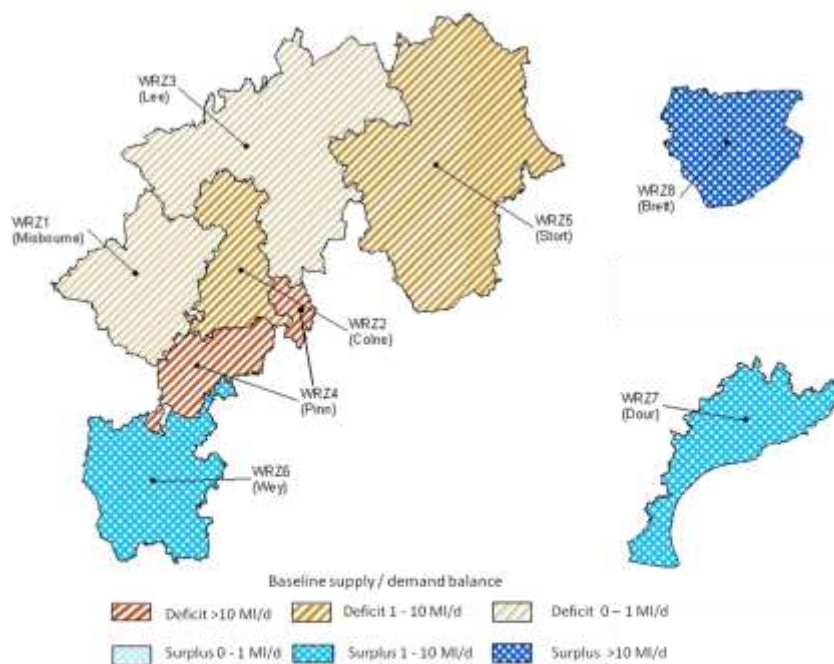 WRZ3
(Lee)
WRZ8
(Brett)
WRZ1
(Misbourne)
WRZ5
(Stort)
WRZ2
(Colne)
WRZ4
(Pinn)
WRZ7
(Dour)
WRZ6
(Wey)
Baseline supply / demand balance
Deficit >10 Ml/d
Deficit 1 - 10 Ml/d
Deficit 0 – 1 Ml/d
Surplus 0 - 1 Ml/d
Surplus 1 - 10 Ml/d
Surplus >10 Ml/d